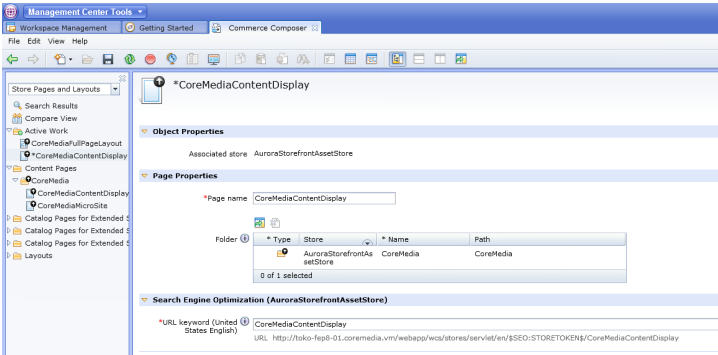 Management Center Tools
Workspace Management
Getting Started
Commerce Composer
File Edit View Help
Store Pages and Layouts
Search Results
Compare View
Active Work
CoreMediaFullPageLayout
*CoreMediaContentDisplay
Content Pages
CoreMedia
CoreMediaContentDisplay
CoreMediaMicroSite
Catalog Pages for Extended S
Catalog Pages for Extended S
Catalog Pages for Extended S
Layouts
*CoreMediaContentDisplay
Object Properties
Associated store AuroraStorefrontAssetStore
Page Properties
*Page name CoreMediaContentDisplay
Folder
* Type Store * Name Path
AuroraStorefrontAs
setStore
CoreMedia CoreMedia
0 of 1 selected
Search Engine Optimization (AuroraStorefrontAssetStore)
*URL keyword (United
States English)
CoreMediaContentDisplay
URL http://toko-fep8-01.coremedia.vm/webapp/wcs/stores/servlet/en/$SEO:STORETOKEN$/CoreMediaContentDisplay